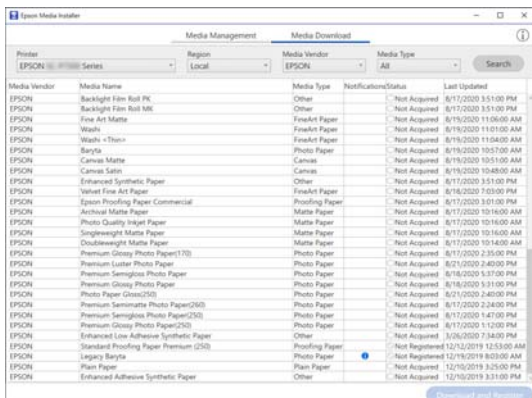 Epson Media Installer
Media Management Media Download
Printer Region Media Vendor Media Type
EPSON Series Local EPSON All Search
Media Vendor Media Name Media Type Notifications Status Last Updated
EPSON Backlight Film Roll PK Other Not Acquired 8/17/2020 3:51:00 PM
EPSON Backlight Film Roll MK Other Not Acquired 8/17/2020 3:51:00 PM
EPSON Fine Art Matte FineArt Paper Not Acquired 8/19/2020 11:06:00 AM
EPSON Washi FineArt Paper Not Acquired 8/19/2020 11:01:00 AM
EPSON Washi <Thin> FineArt Paper Not Acquired 8/19/2020 11:04:00 AM
EPSON Baryta Photo Paper Not Acquired 8/19/2020 10:57:00 AM
EPSON Canvas Matte Canvas Not Acquired 8/19/2020 10:51:00 AM
EPSON Canvas Satin Canvas Not Acquired 8/19/2020 10:48:00 AM
EPSON Enhanced Synthetic Paper Other Not Acquired 8/17/2020 3:51:00 PM
EPSON Velvet Fine Art Paper FineArt Paper Not Acquired 8/18/2020 7:03:00 PM
EPSON Epson Proofing Paper Commercial Proofing Paper Not Acquired 8/17/2020 3:01:00 PM
EPSON Archival Matte Paper Matte Paper Not Acquired 8/17/2020 10:16:00 AM
EPSON Photo Quality Inkjet Paper Matte Paper Not Acquired 8/17/2020 10:16:00 AM
EPSON Singleweight Matte Paper Matte Paper Not Acquired 8/17/2020 10:16:00 AM
EPSON Doubleweight Matte Paper Matte Paper Not Acquired 8/17/2020 10:14:00 AM
EPSON Premium Glossy Photo Paper(170) Photo Paper Not Acquired 8/17/2020 2:35:00 PM
EPSON Premium Luster Photo Paper Photo Paper Not Acquired 8/21/2020 2:40:00 PM
EPSON Premium Semigloss Photo Paper Photo Paper Not Acquired 8/18/2020 5:37:00 PM
EPSON Premium Glossy Photo Paper Photo Paper Not Acquired 8/18/2020 5:31:00 PM
EPSON Photo Paper Gloss(250) Photo Paper Not Acquired 8/21/2020 2:40:00 PM
EPSON Premium Semimatte Photo Paper(260) Photo Paper Not Acquired 8/17/2020 2:24:00 PM
EPSON Premium Semigloss Photo Paper(250) Photo Paper Not Acquired 8/17/2020 1:47:00 PM
EPSON Premium Glossy Photo Paper(250) Photo Paper Not Acquired 8/17/2020 1:12:00 PM
EPSON Enhanced Low Adhesive Synthetic Paper Other Not Acquired 3/26/2020 7:34:00 PM
EPSON Standard Proofing Paper Premium (250) Proofing Paper Not Registered 12/12/2019 12:53:00 AM
EPSON Legacy Baryta Photo Paper Not Registered 12/19/2019 8:03:00 AM
EPSON Plain Paper Plain Paper Not Acquired 12/10/2019 3:25:00 PM
EPSON Enhanced Adhesive Synthetic Paper Other Not Acquired 12/10/2019 3:31:00 PM
Download and Register